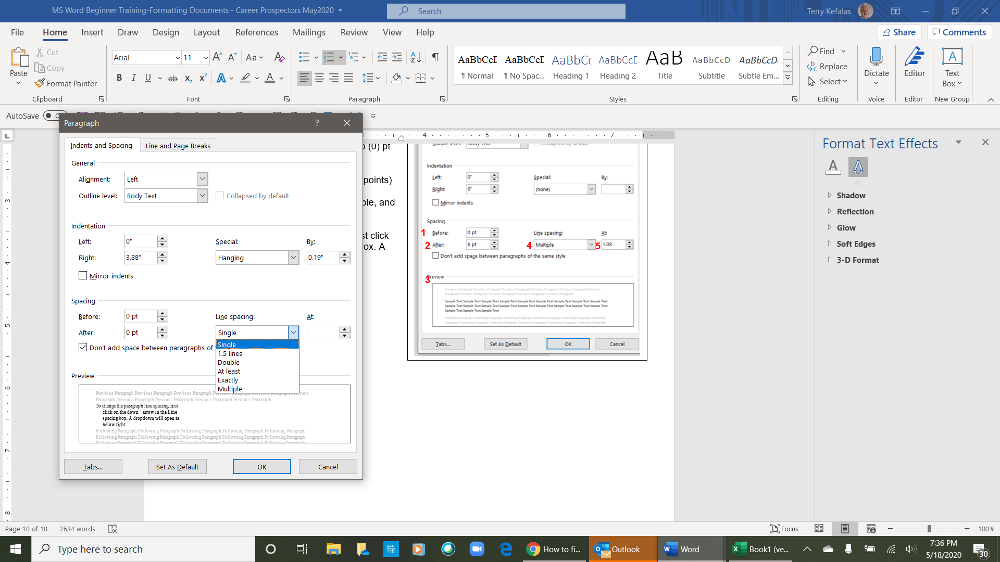 MS Word Beginner Training-Formatting Documents - Career Prospectors May2020
Search
Terry Kefalas
File Home Insert Draw Design Layout References Mailings Review View Help
Share Comments
Paste
Cut
Copy
Format Painter
Clipboard
Arial 11
Font
Paragraph
AaBbCcI AaBbCcI AaBbCc AaBbCcD AaB AaBbCcD AaBbCcD
¶ Normal ¶ No Spac... Heading 1 Heading 2 Title Subtitle Subtle Em...
Styles
Find
Replace
Select
Editing
Dictate
Voice
Editor
Editor
Text Box
New Group
AutoSave
Paragraph ?
Indents and Spacing Line and Page Breaks
General
Alignment: Left
Outline level: Body Text Collapsed by default
Indentation
Left: 0" Special: By:
Right: 3.88" Hanging 0.19"
Mirror indents
Spacing
Before: 0 pt Line spacing: At:
After: 0 pt Single
Don't add space between paragraphs of
Single
1.5 lines
Double
At least
Exactly
Multiple
Preview
Previous Paragraph Previous Paragraph Previous Paragraph Previous Paragraph Previous Paragraph Previous
Paragraph Previous Paragraph Previous Paragraph Previous Paragraph Previous Paragraph
To change the paragraph line spacing, first
click on the down arrow in the Line
spacing box. A dropdown will open as
below right
Following Paragraph Following Paragraph Following Paragraph Following Paragraph Following Paragraph
Following Paragraph Following Paragraph Following Paragraph Following Paragraph Following Paragraph
Following Paragraph Following Paragraph Following Paragraph Following Paragraph Following Paragraph
Tabs... Set As Default OK Cancel
4 5 6 7
(0) pt
points)
ple, and
st click
ox. A
Outline level: Body Text Collapsed by default
Indentation
Left: 0" Special: By:
Right: 0" (none)
Mirror indents
Spacing
1 Before: 0 pt Line spacing: At:
2 After: 8 pt 4 Multiple 5 1.08
Don't add space between paragraphs of the same style
Preview
3
Previous Paragraph Previous Paragraph Previous Paragraph Previous Paragraph Previous Paragraph
Paragraph Previous Paragraph Previous Paragraph Previous Paragraph Previous Paragraph
Sample Text Sample Text Sample Text Sample Text Sample Text Sample Text Sample Text Sample Text Sample Text
Sample Text Sample Text Sample Text Sample Text Sample Text Sample Text Sample Text Sample Text Sample Text
Sample Text Sample Text Sample Text
Following Paragraph Following Paragraph Following Paragraph Following Paragraph Following Paragraph
Tabs... Set As Default OK Cancel
Format Text Effects
Shadow
Reflection
Glow
Soft Edges
3-D Format
3
4
5
6
7
8
Page 10 of 10 2634 words
Focus 100%
Type here to search
How to fi... Outlook Word Book1 (ve...
7:36 PM
5/18/2020
30